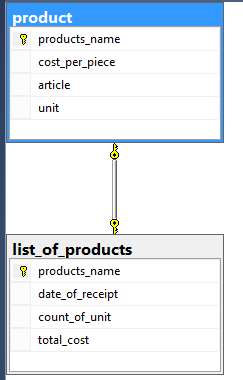 product
products_name
cost_per_piece
article
unit
list_of_products
products_name
date_of_receipt
count_of_unit
total_cost